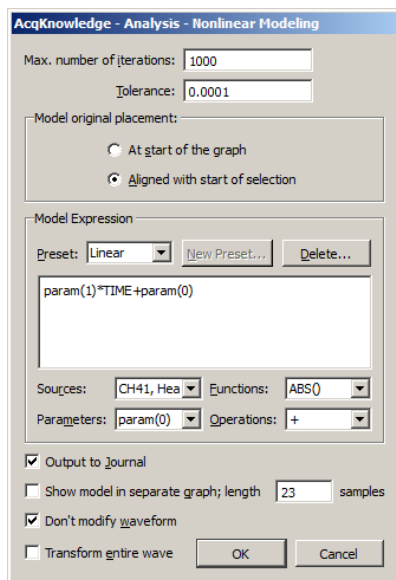 AcqKnowledge - Analysis - Nonlinear Modeling
Max. number of iterations: 1000
Tolerance: 0.0001
Model original placement:
At start of the graph
Aligned with start of selection
Model Expression
Preset: Linear New Preset... Delete...
param(1)*TIME+param(0)
Sources: CH41, Hea Functions: ABS()
Parameters: param(0) Operations: +
Output to Journal
Show model in separate graph; length 23 samples
Don't modify waveform
Transform entire wave OK Cancel